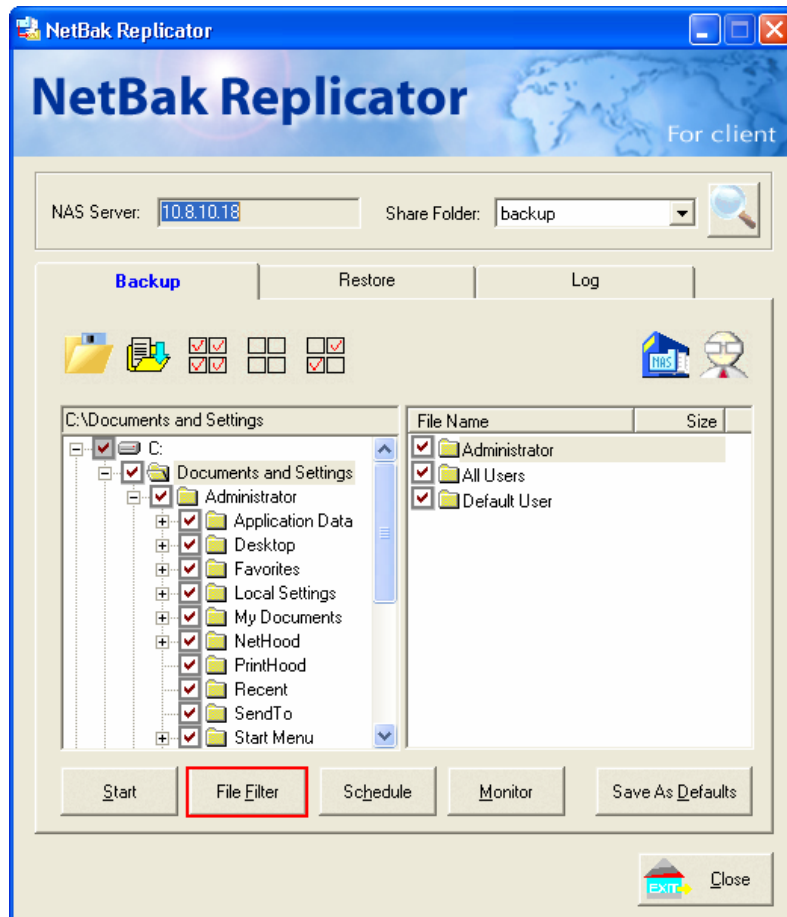 NetBak Replicator
NetBak Replicator
For client
NAS Server: 10.8.10.18 Share Folder: backup
Backup Restore Log
NAS
C:\Documents and Settings
File Name Size
C:
Documents and Settings
Administrator
Application Data
Desktop
Favorites
Local Settings
My Documents
NetHood
PrintHood
Recent
SendTo
Start Menu
Administrator
All Users
Default User
Start File Filter Schedule Monitor Save As Defaults
EXIT Close